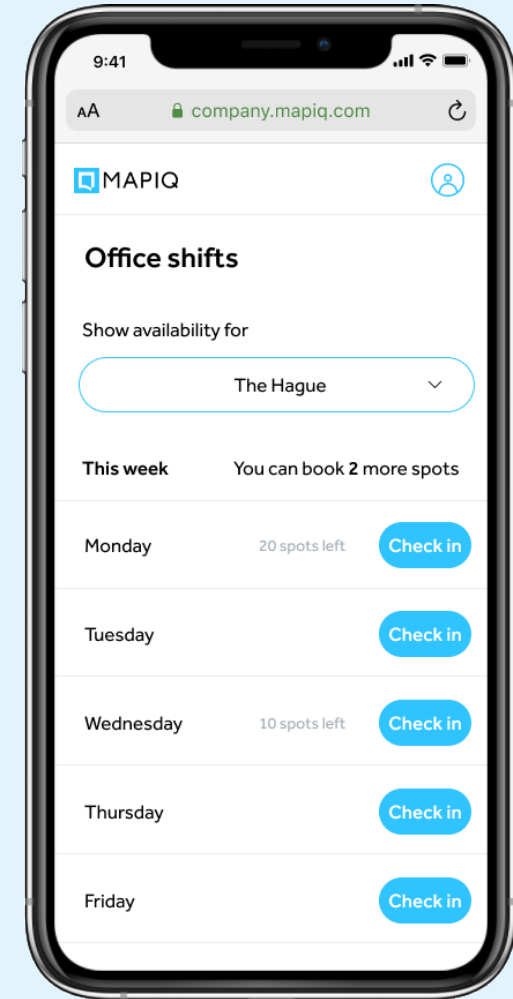 9:41
AA company.mapiq.com
MAPIQ
Office shifts
Show availability for
The Hague
This week You can book 2 more spots
Monday 20 spots left Check in
Tuesday Check in
Wednesday 10 spots left Check in
Thursday Check in
Friday Check in